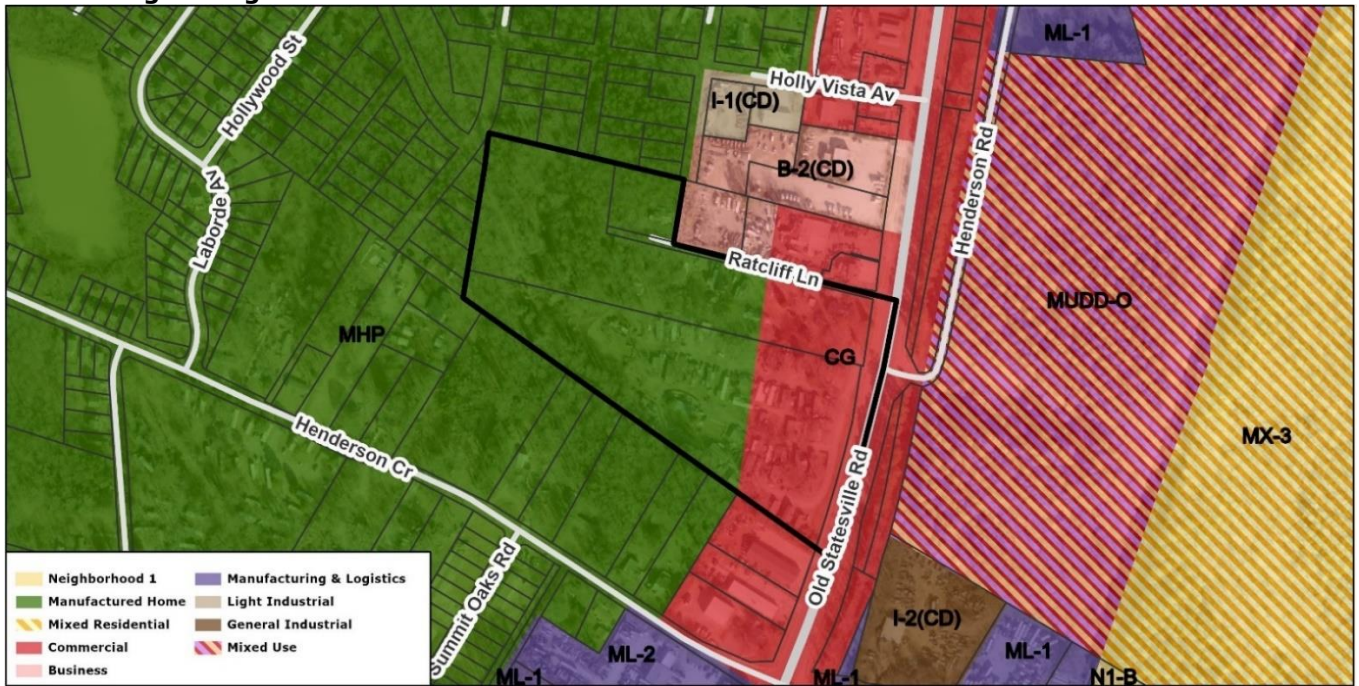 ML-1
Holly Vista Av
I-1(CD)
Hollywood St
B-2(CD)
Henderson Rd
Laborde Av
Ratcliff Ln
MUDD-O
MHP
CG
MX-3
Henderson Cr
Old Statesville Rd
Summit Oaks Rd
I-2(CD)
ML-2
ML-1
ML-1
ML-1
N1-B
Neighborhood 1
Manufactured Home
Mixed Residential
Commercial
Business
Manufacturing & Logistics
Light Industrial
General Industrial
Mixed Use